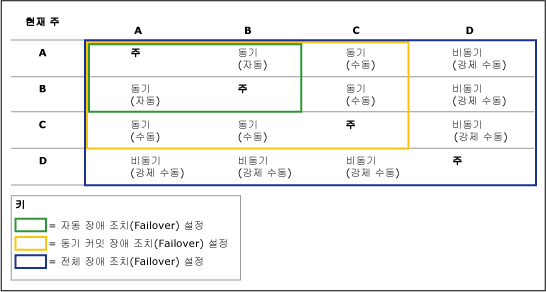 현재 주
A B C D
A 주 동기 (자동) 동기 (수동) 비동기 (강제 수동)
B 동기 (자동) 주 동기 (수동) 비동기 (강제 수동)
C 동기 (수동) 동기 (수동) 주 비동기 (강제 수동)
D 비동기 (강제 수동) 비동기 (강제 수동) 비동기 (강제 수동) 주
키
= 자동 장애 조치(Failover) 설정
= 동기 커밋 장애 조치(Failover) 설정
= 전체 장애 조치(Failover) 설정